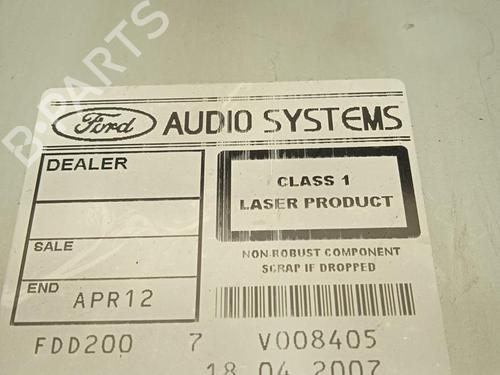 B-PARTS
Ford AUDIO SYSTEMS
DEALER
SALE
END APR12
CLASS 1
LASER PRODUCT
NON-ROBUST COMPONENT
SCRAP IF DROPPED
FDD200 7 V008405
18 04 2007